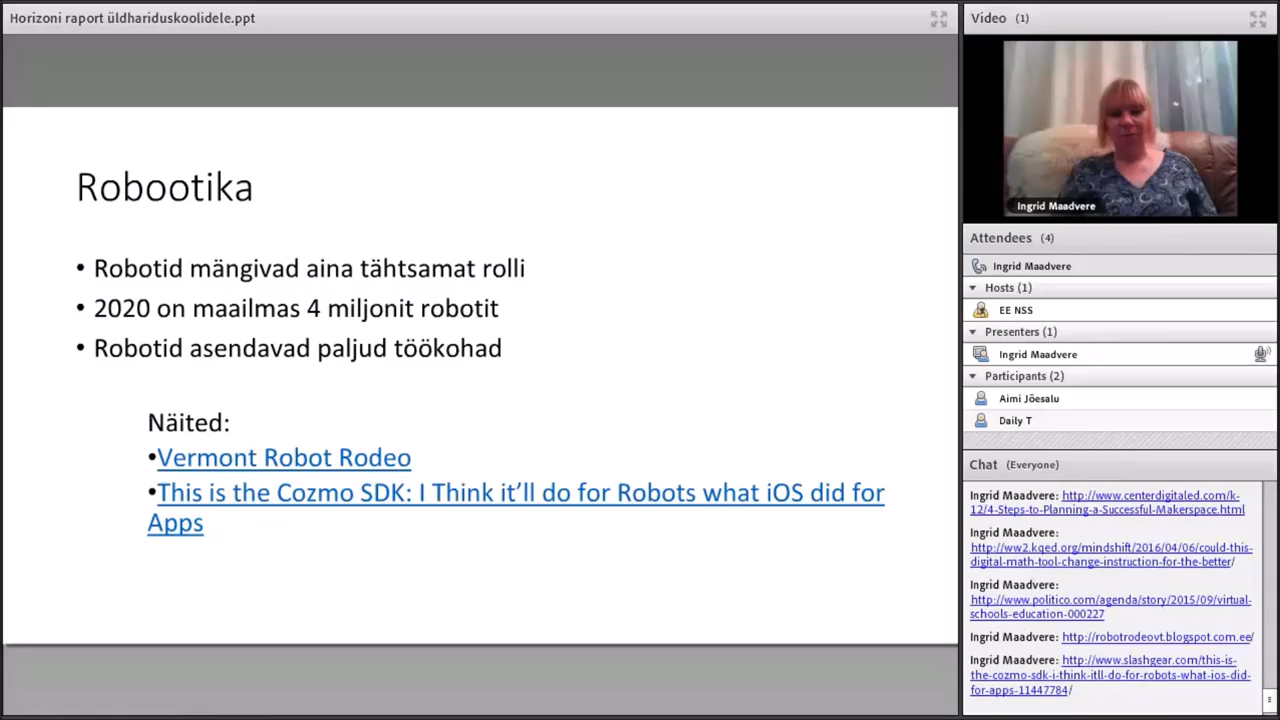 Horizoni raport üldhariduskoolidele.ppt
Robootika
• Robotid mängivad aina tähtsamat rolli
• 2020 on maailmas 4 miljonit robotit
• Robotid asendavad paljud töökohad
Näited:
•Vermont Robot Rodeo
•This is the Cozmo SDK: I Think it’ll do for Robots what iOS did for
Apps
Video (1)
Ingrid Maadvere
Attendees (4)
Ingrid Maadvere
Hosts (1)
EE NSS
Presenters (1)
Ingrid Maadvere
Participants (2)
Aimi Jõesalu
Daily T
Chat (Everyone)
Ingrid Maadvere: http://www.centerdigitaled.com/k-
12/4-Steps-to-Planning-a-Successful-Makerspace.html
Ingrid Maadvere:
http://ww2.kqed.org/mindshift/2016/04/06/could-this-
digital-math-tool-change-instruction-for-the-better/
Ingrid Maadvere:
http://www.politico.com/agenda/story/2015/09/virtual-
schools-education-000227
Ingrid Maadvere: http://robotrodeovt.blogspot.com.ee/
Ingrid Maadvere: http://www.slashgear.com/this-is-
the-cozmo-sdk-i-think-itll-do-for-robots-what-ios-did-
for-apps-11447784/